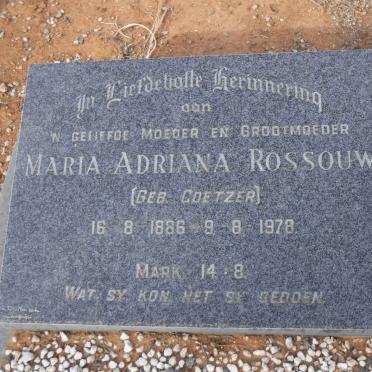 In Liefdevolle Herinnering
aan
'N GELIEFDE MOEDER EN GROOTMOEDER
MARIA ADRIANA ROSSOUW
(GEB. COETZER)
16-8-1886 - 9-8-1978
MARK. 14-8.
WAT SY KON, HET SY GEDOEN.